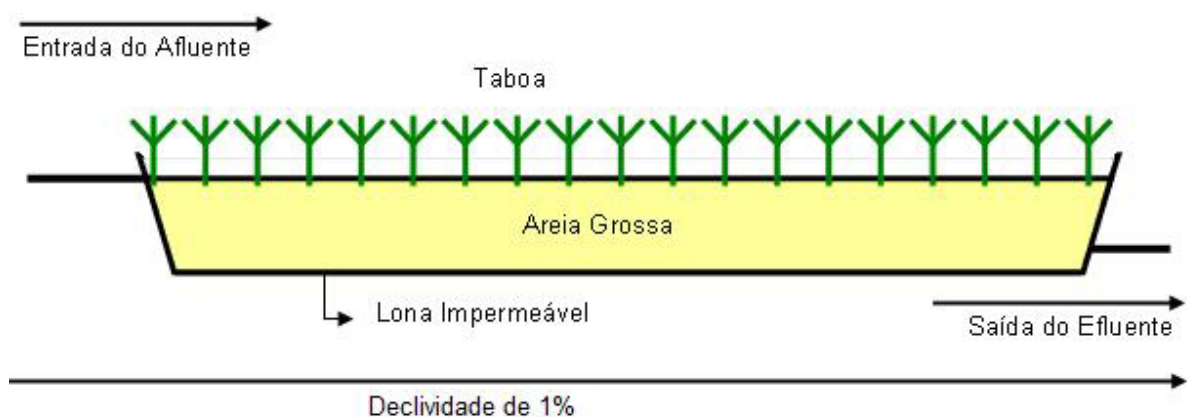 Entrada do Afluente
Taboa
Areia Grossa
Lona Impermeável
Saída do Efluente
Declividade de 1%